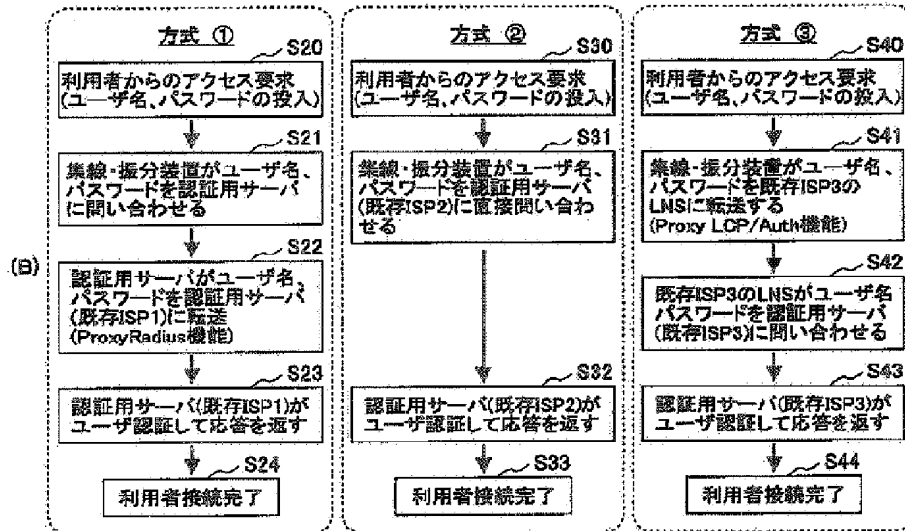 (B)
方式 ①
S20
利用者からのアクセス要求
(ユーザ名、パスワードの投入)
S21
集線・振分装置がユーザ名、
パスワードを認証用サーバ
に問い合わせる
S22
認証用サーバがユーザ名、
パスワードを認証用サーバ
(既存ISP1)に転送
(ProxyRadius機能)
S23
認証用サーバ(既存ISP1)が
ユーザ認証して応答を返す
S24
利用者接続完了
方式 ②
S30
利用者からのアクセス要求
(ユーザ名、パスワードの投入)
S31
集線・振分装置がユーザ名、
パスワードを認証用サーバ
(既存ISP2)に直接問い合わ
せる
S32
認証用サーバ(既存ISP2)が
ユーザ認証して応答を返す
S33
利用者接続完了
方式 ③
S40
利用者からのアクセス要求
(ユーザ名、パスワードの投入)
S41
集線・振分装置がユーザ名、
パスワードを既存ISP3の
LNSに転送する
(Proxy LCP/Auth機能)
S42
既存ISP3のLNSがユーザ名
パスワードを認証用サーバ
(既存ISP3)に問い合わせる
S43
認証用サーバ(既存ISP3)が
ユーザ認証して応答を返す
S44
利用者接続完了